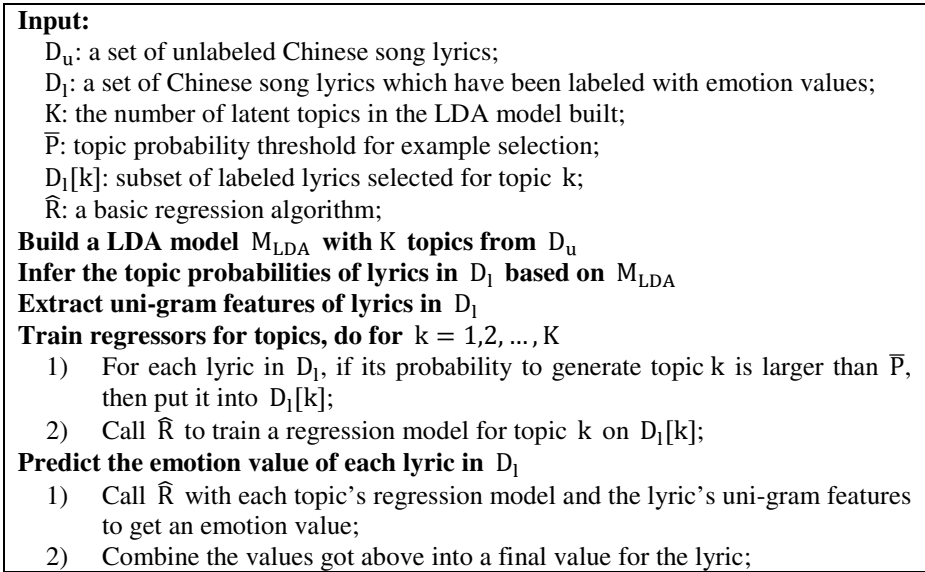 Input:
D_u: a set of unlabeled Chinese song lyrics;
D_l: a set of Chinese song lyrics which have been labeled with emotion values;
K: the number of latent topics in the LDA model built;
P̅: topic probability threshold for example selection;
D_l[k]: subset of labeled lyrics selected for topic k;
R̂: a basic regression algorithm;
Build a LDA model M_LDA with K topics from D_u
Infer the topic probabilities of lyrics in D_l based on M_LDA
Extract uni-gram features of lyrics in D_l
Train regressors for topics, do for k = 1,2, … , K
1) For each lyric in D_l, if its probability to generate topic k is larger than P̅,
then put it into D_l[k];
2) Call R̂ to train a regression model for topic k on D_l[k];
Predict the emotion value of each lyric in D_l
1) Call R̂ with each topic's regression model and the lyric's uni-gram features
to get an emotion value;
2) Combine the values got above into a final value for the lyric;